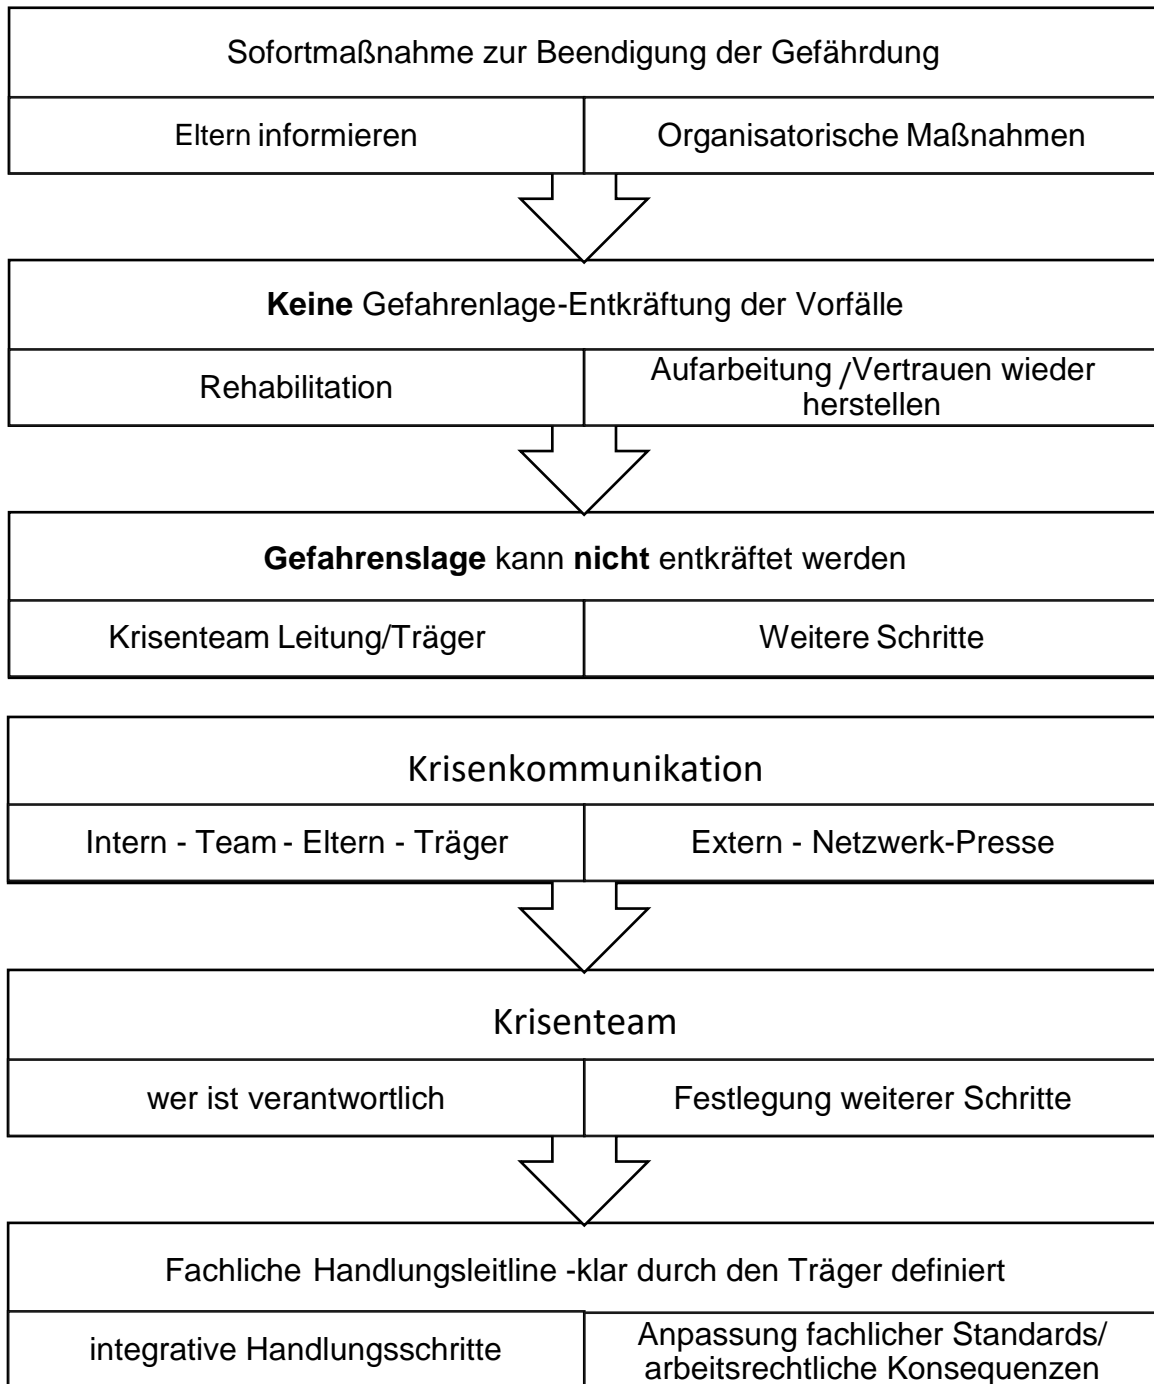 Sofortmaßnahme zur Beendigung der Gefährdung
Eltern informieren
Organisatorische Maßnahmen
Keine Gefahrenlage-Entkräftung der Vorfälle
Rehabilitation
Aufarbeitung /Vertrauen wieder
herstellen
Gefahrenslage kann nicht entkräftet werden
Krisenteam Leitung/Träger
Weitere Schritte
Krisenkommunikation
Intern - Team - Eltern - Träger
Extern - Netzwerk-Presse
Krisenteam
wer ist verantwortlich
Festlegung weiterer Schritte
Fachliche Handlungsleitline -klar durch den Träger definiert
integrative Handlungsschritte
Anpassung fachlicher Standards/
arbeitsrechtliche Konsequenzen